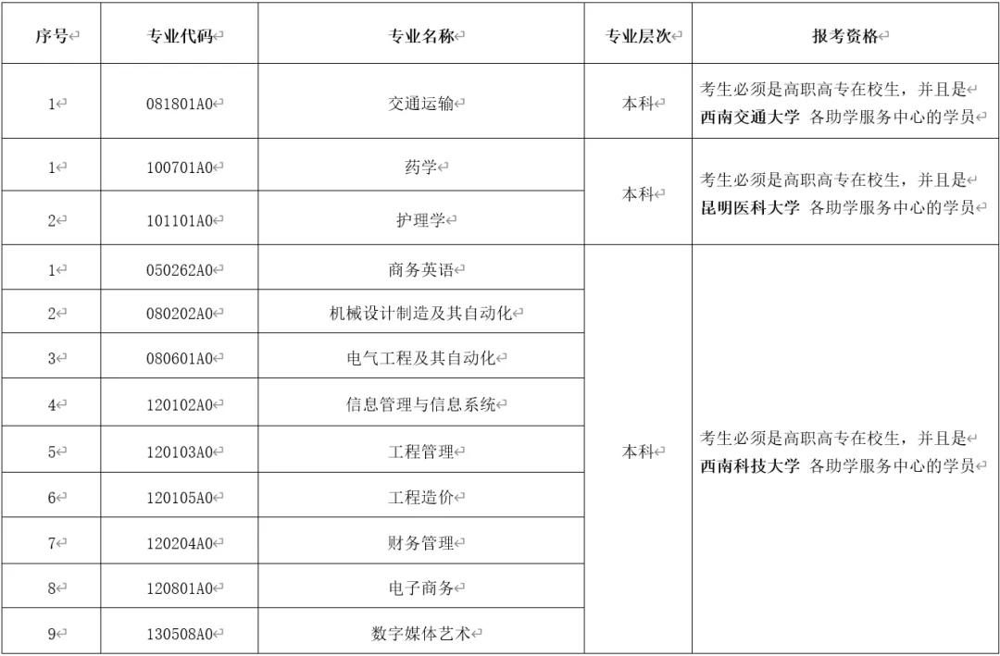 序号 专业代码 专业名称 专业层次 报考资格
1 081801A0 交通运输 本科 考生必须是高职高专在校生，并且是
西南交通大学 各助学服务中心的学员
1 100701A0 药学
本科 考生必须是高职高专在校生，并且是
昆明医科大学 各助学服务中心的学员
2 101101A0 护理学
1 050262A0 商务英语
2 080202A0 机械设计制造及其自动化
3 080601A0 电气工程及其自动化
4 120102A0 信息管理与信息系统
5 120103A0 工程管理
本科 考生必须是高职高专在校生，并且是
西南科技大学 各助学服务中心的学员
6 120105A0 工程造价
7 120204A0 财务管理
8 120801A0 电子商务
9 130508A0 数字媒体艺术